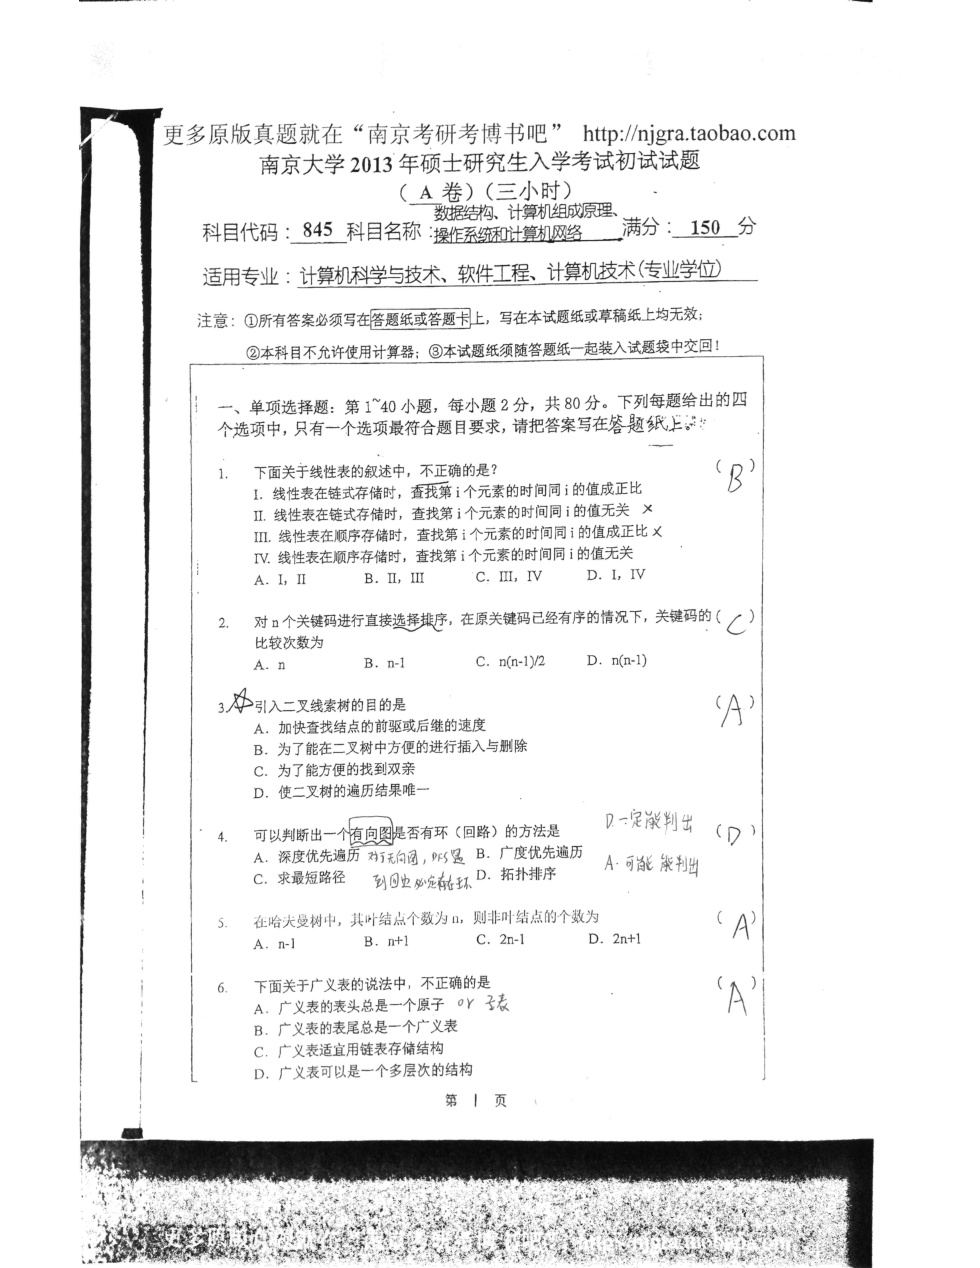 更多原版真题就在“南京考研考博书吧” http://njgra.taobao.com
南京大学 2013 年硕士研究生入学考试初试试题
（ A 卷）（三小时）
科目代码： 845 科目名称：数据结构、计算机组成原理、操作系统和计算机网络 满分： 150 分
适用专业：计算机科学与技术、软件工程、计算机技术(专业学位)
注意：①所有答案必须写在答题纸或答题卡上，写在本试题纸或草稿纸上均无效；
②本科目不允许使用计算器；③本试题纸须随答题纸一起装入试题袋中交回！
一、单项选择题：第 1~40 小题，每小题 2 分，共 80 分。下列每题给出的四
个选项中，只有一个选项最符合题目要求，请把答案写在答题纸上。
1. 下面关于线性表的叙述中，不正确的是？ （ B ）
I. 线性表在链式存储时，查找第 i 个元素的时间同 i 的值成正比
II. 线性表在链式存储时，查找第 i 个元素的时间同 i 的值无关 ×
III. 线性表在顺序存储时，查找第 i 个元素的时间同 i 的值成正比 ×
IV. 线性表在顺序存储时，查找第 i 个元素的时间同 i 的值无关
A. I, II B. II, III C. III, IV D. I, IV
2. 对 n 个关键码进行直接选择排序，在原关键码已经有序的情况下，关键码的 （ C ）
比较次数为
A. n B. n-1 C. n(n-1)/2 D. n(n-1)
3. 引入二叉线索树的目的是 （ A ）
A. 加快查找结点的前驱或后继的速度
B. 为了能在二叉树中方便的进行插入与删除
C. 为了能方便的找到双亲
D. 使二叉树的遍历结果唯一
D.一定能判出
4. 可以判断出一个有向图是否有环（回路）的方法是 （ D ）
A. 深度优先遍历 对于无向图，DFS遇 B. 广度优先遍历 A.可能 能判出
C. 求最短路径 到回边必定存在环 D. 拓扑排序
5. 在哈夫曼树中，其叶结点个数为 n，则非叶结点的个数为 （ A ）
A. n-1 B. n+1 C. 2n-1 D. 2n+1
6. 下面关于广义表的说法中，不正确的是 （ A ）
A. 广义表的表头总是一个原子 or 子表
B. 广义表的表尾总是一个广义表
C. 广义表适宜用链表存储结构
D. 广义表可以是一个多层次的结构
第 1 页